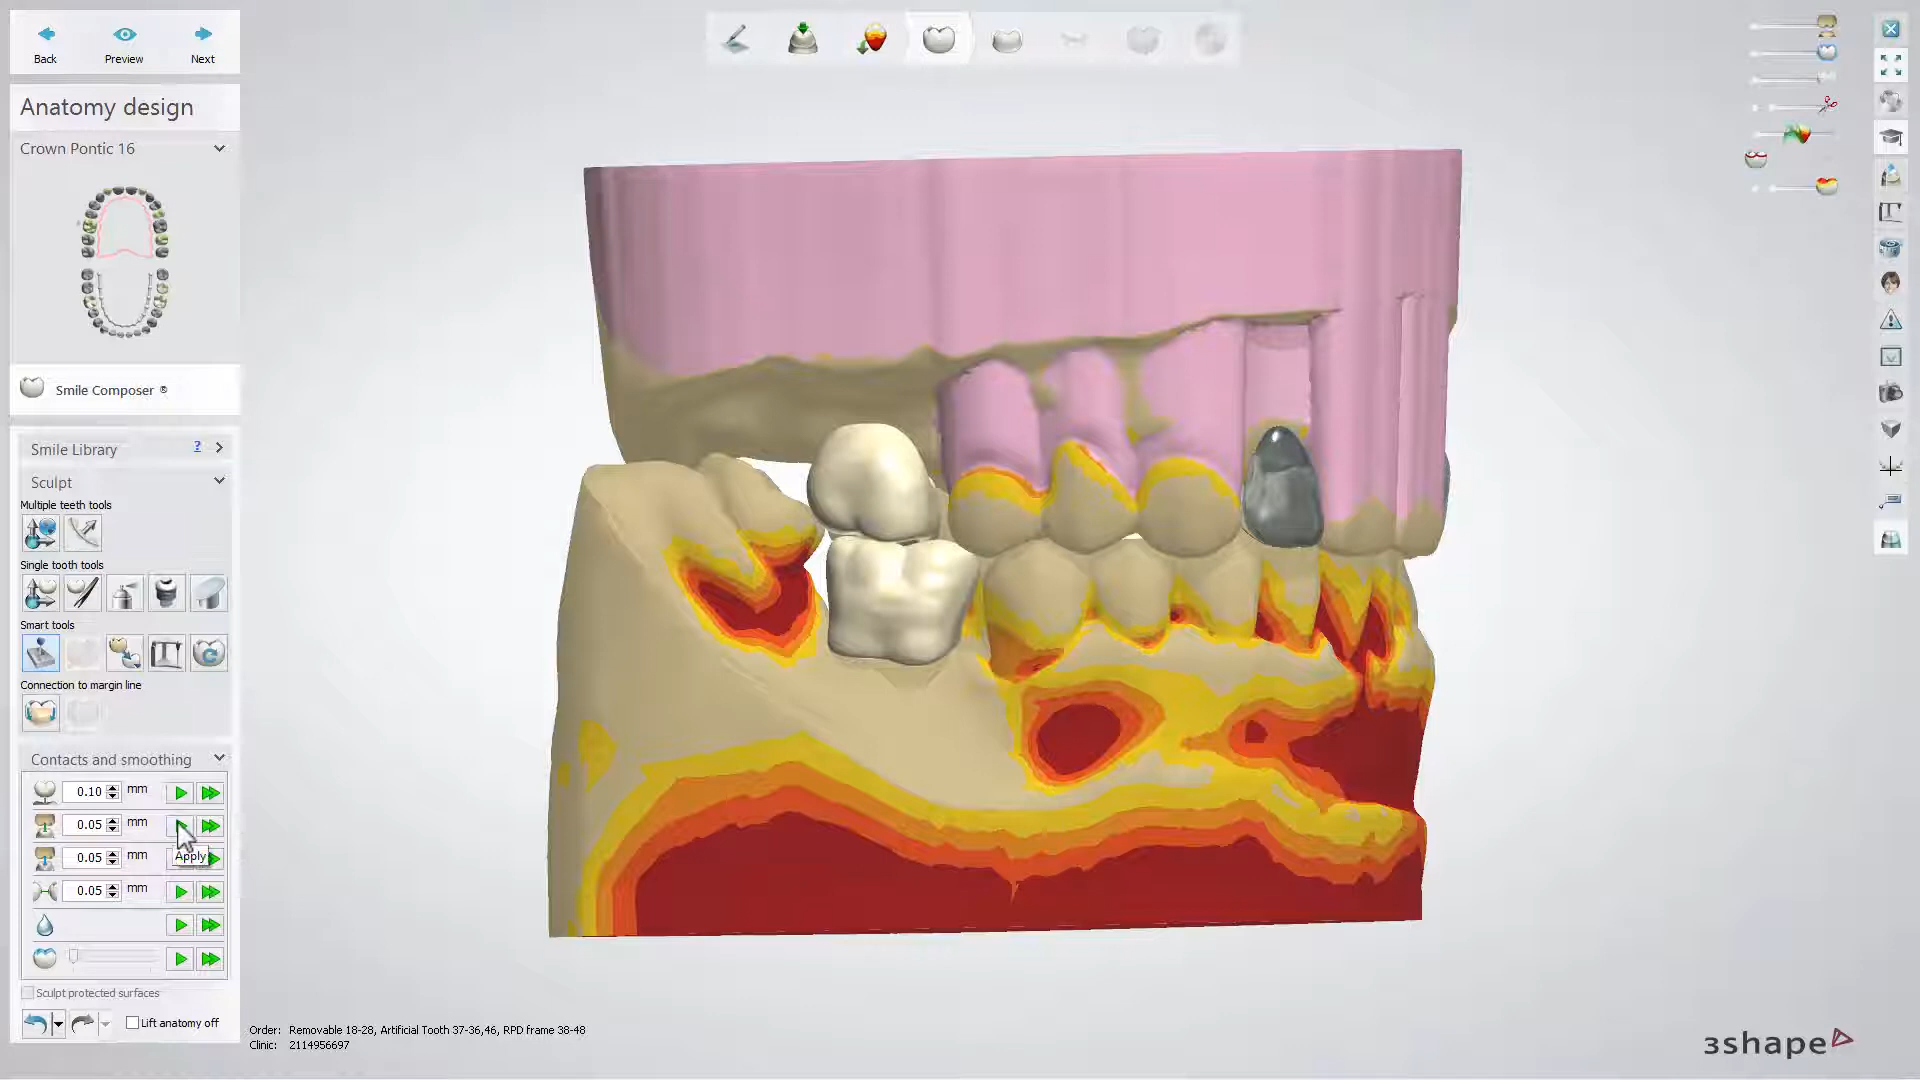 Back
Preview
Next
Anatomy design
Crown Pontic 16
Smile Composer ®
Smile Library
?
Sculpt
Multiple teeth tools
Single tooth tools
Smart tools
Connection to margin line
Contacts and smoothing
0.10 mm
0.05 mm
Apply
0.05 mm
0.05 mm
Sculpt protected surfaces
Lift anatomy off
Order: Removable 18-28, Artificial Tooth 37-36,46, RPD frame 38-48
Clinic: 2114956697
3shape